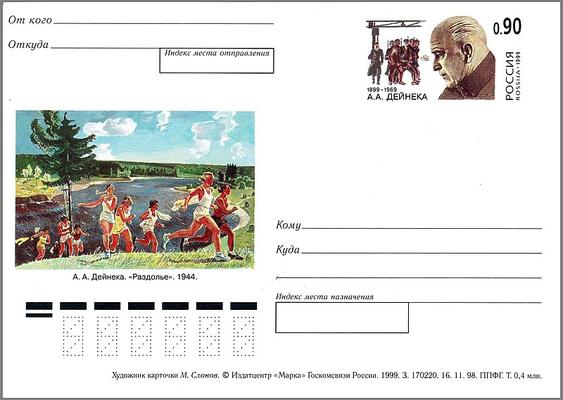 От кого
Откуда
Индекс места отправления
0.90
РОССИЯ
ROSSIJA•1999
1899-1969
А.А. ДЕЙНЕКА
А. А. Дейнека. «Раздолье». 1944.
Кому
Куда
Индекс места назначения
Художник карточки М. Слонов. © Издатцентр «Марка» Госкомсвязи России. 1999. З. 170220. 16. 11. 98. ППФГ. Т. 0,4 млн.